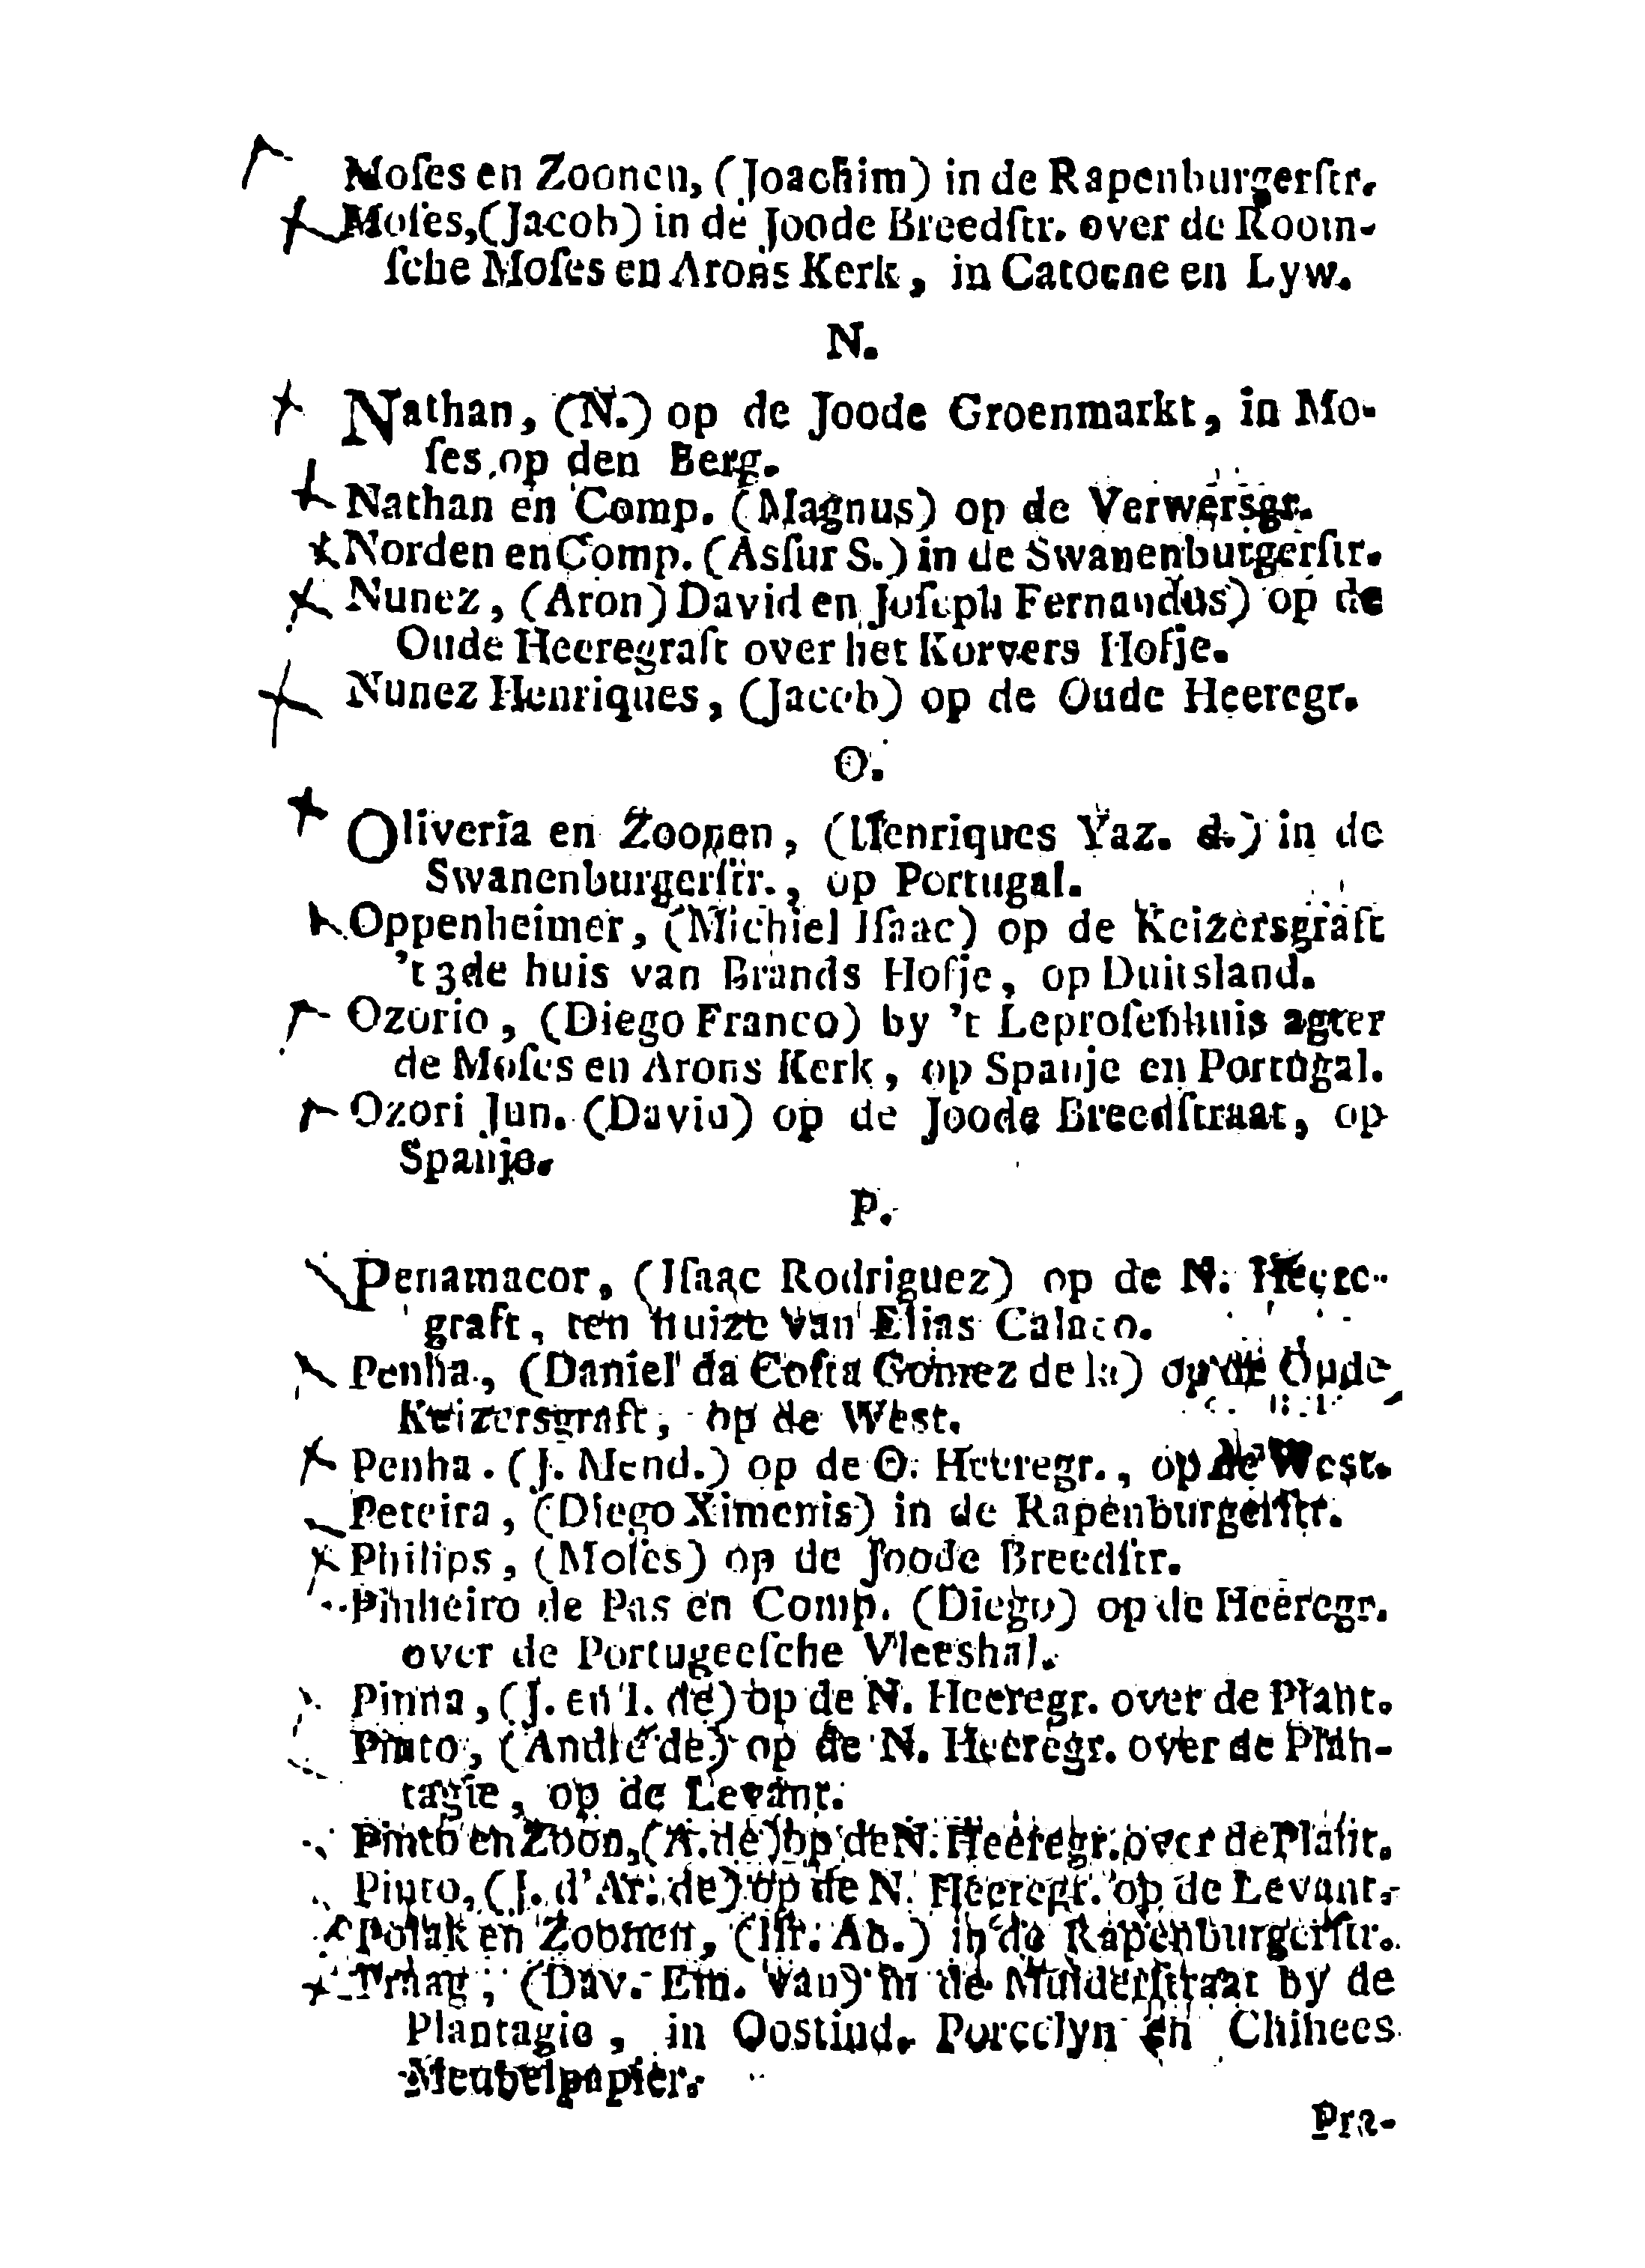 Moſes en Zoonen, (Joachim) in de Rapenburgerſtr.
Moſes, (Jacob) in de Joode Breedſtr. over de Room-
ſche Moſes en Arons Kerk, in Catoene en Lyw.
N.
Nathan, (N.) op de Joode Groenmarkt, in Mo-
ſes op den Berg.
Nathan en Comp. (Magnus) op de Verwersgr.
Norden en Comp. (Asſur S.) in de Swanenburgerſtr.
Nunez, (Aron) David en Joſeph Fernandus) op de
Oude Heeregraft over het Korvers Hofje.
Nunez Henriques, (Jacob) op de Oude Heeregr.
O.
Oliveria en Zoonen, (Henriques Vaz. d.) in de
Swanenburgerſtr., op Portugal.
Oppenheimer, (Michiel Iſaac) op de Keizersgraft
't 3de huis van Brands Hofje, op Duitsland.
Ozorio, (Diego Franco) by 't Leproſenhuis agter
de Moſes en Arons Kerk, op Spanje en Portugal.
Ozori Jun. (David) op de Joode Breedſtraat, op
Spanje.
P.
Penamacor, (Iſaac Rodriguez) op de N. Heere-
graft, ten huize van Elias Calaco.
Penha, (Daniel da Coſta Gomez de la) op de Oude
Keizersgraft, op de West.
Penha. (J. Mend.) op de O. Heeregr., op de West.
Pereira, (Diego Ximenis) in de Rapenburgerſtr.
Philips, (Moſes) op de Joode Breedſtr.
Pinheiro de Pas en Comp. (Diego) op de Heeregr.
over de Portugeeſche Vleeshal.
Pinna, (J. en I. de) op de N. Heeregr. over de Plant.
Pinto, (Andre de) op de N. Heeregr. over de Plan-
tagie, op de Levant.
Pinto en Zoon, (A. de) op de N. Heeregr. over de Plant.
Pinto, (J. d'Ar. de) op de N. Heeregr. op de Levant.
Polak en Zoonen, (Iſr. Ab.) in de Rapenburgerſtr.
Praag, (Dav. Em. van) in de Muiderſtraat by de
Plantagie, in Oostind. Porcelyn en Chinees
Meubelpapier.
Pra-